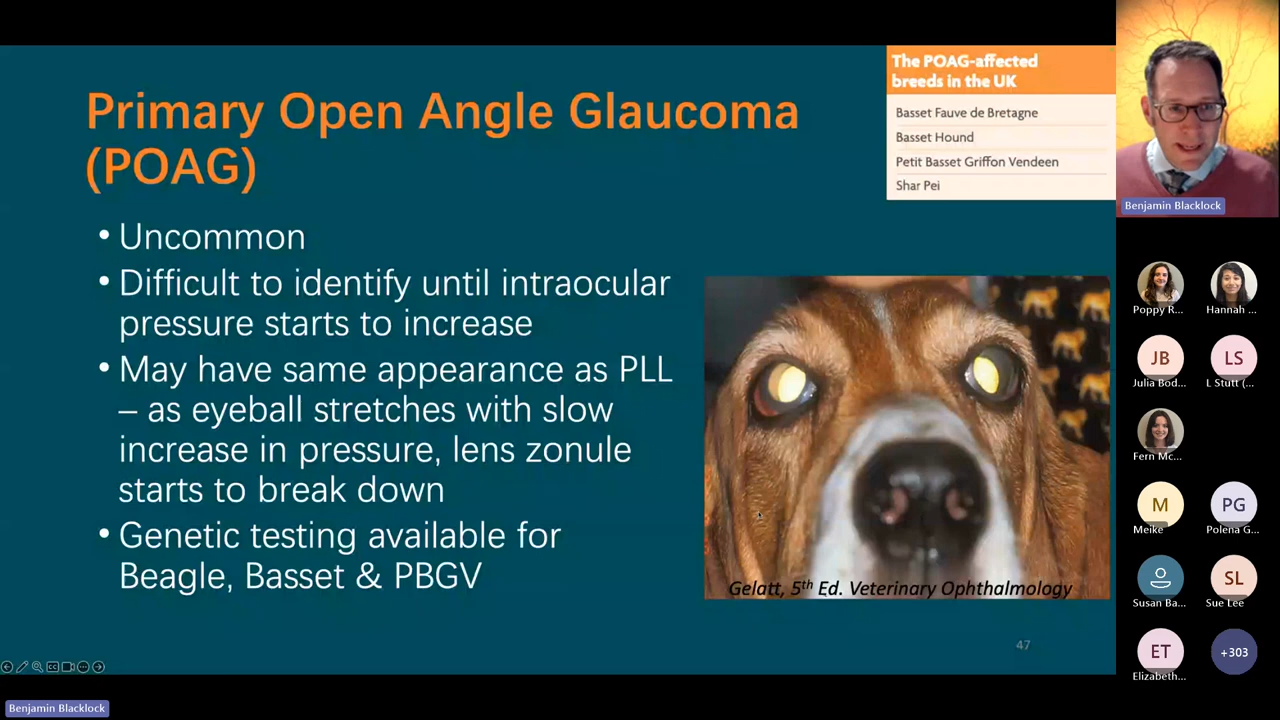 Primary Open Angle Glaucoma
(POAG)
The POAG-affected
breeds in the UK
Basset Fauve de Bretagne
Basset Hound
Petit Basset Griffon Vendeen
Shar Pei
• Uncommon
• Difficult to identify until intraocular
pressure starts to increase
• May have same appearance as PLL
– as eyeball stretches with slow
increase in pressure, lens zonule
starts to break down
• Genetic testing available for
Beagle, Basset & PBGV
Gelatt, 5th Ed. Veterinary Ophthalmology
47
Benjamin Blacklock
Poppy R...
Hannah ...
JB
LS
Julia Bod...
L Stutt (...
Fern Mc...
M
PG
Meike
Polena G...
SL
Susan Ba...
Sue Lee
ET
+303
Elizabeth...
Benjamin Blacklock